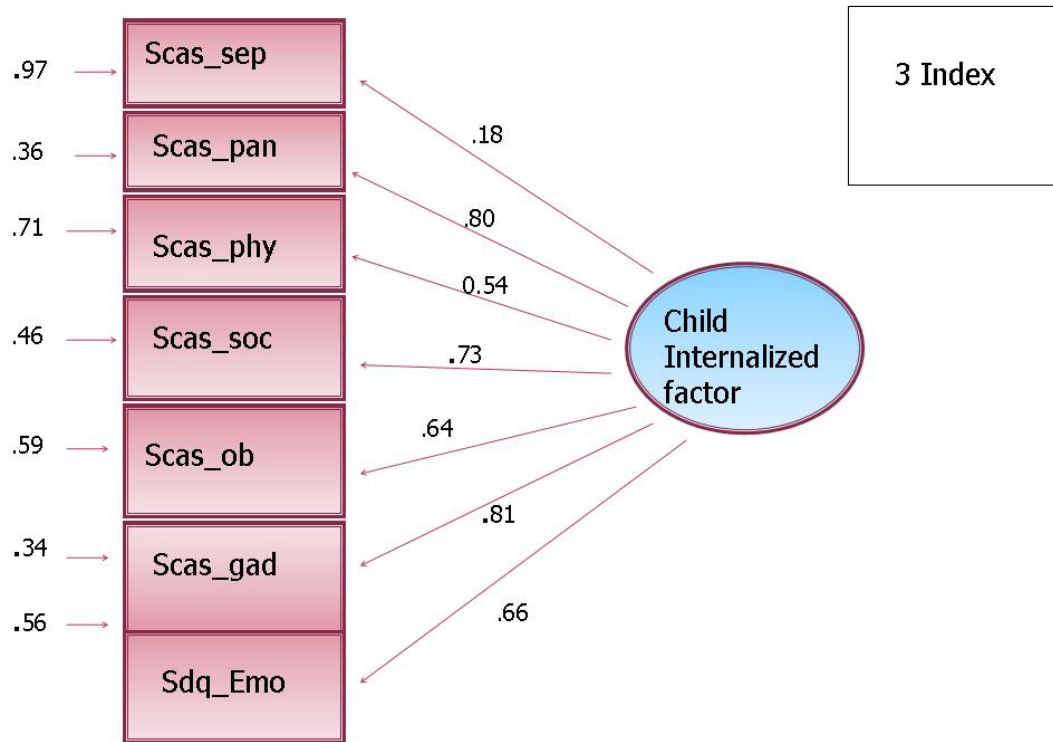 Scas_sep
.97
3 Index
.18
Scas_pan
.36
.80
.71
Scas_phy
0.54
Child
Internalized
factor
.46
Scas_soc
.73
.64
.59
Scas_ob
.81
.34
Scas_gad
.66
.56
Sdq_Emo